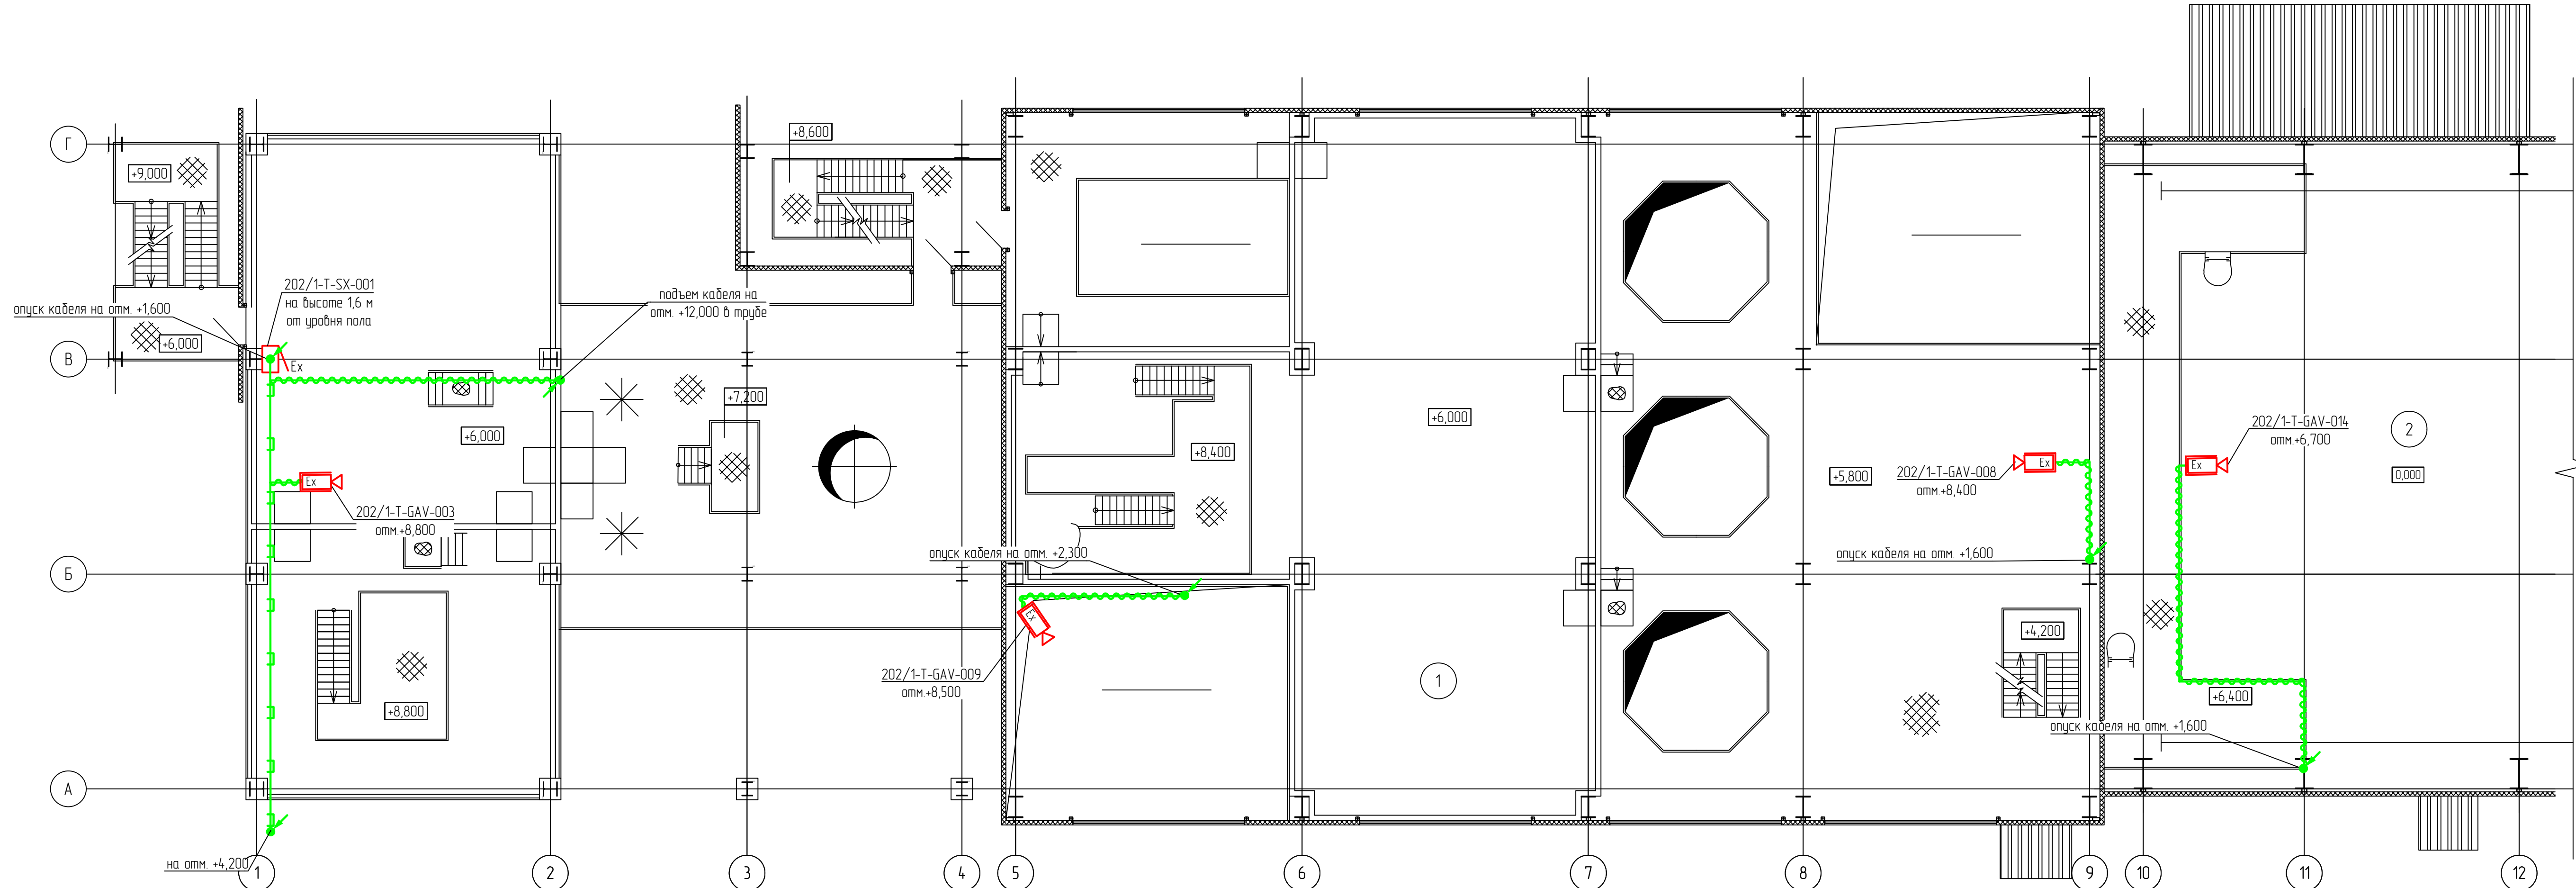 +8,600
Г
+9,000
202/1-T-SX-001
на высоте 1,6 м
от уровня пола
опуск кабеля на отм. +1,600
подъем кабеля на
отм. +12,000 в трубе
+6,000
В
Ex
+7,200
+6,000
+6,000
202/1-T-GAV-014
отм.+6,700
2
+8,400
Ex
202/1-T-GAV-008
отм.+8,400
Ex
+5,800
0,000
Ex
202/1-T-GAV-003
отм.+8,800
опуск кабеля на отм. +2,300
опуск кабеля на отм. +1,600
Б
Ex
+4,200
202/1-T-GAV-009
отм.+8,500
1
+6,400
+8,800
опуск кабеля на отм. +1,600
А
на отм. +4,200
1
2
3
4
5
6
7
8
9
10
11
12